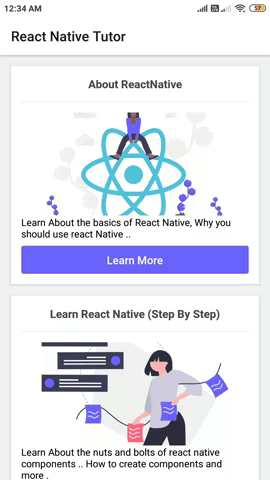 12:34 AM
57
React Native Tutor
About ReactNative
Learn About the basics of React Native, Why you
should use react Native ..
Learn More
Learn React Native (Step By Step)
Learn About the nuts and bolts of react native
components .. How to create components and
more .